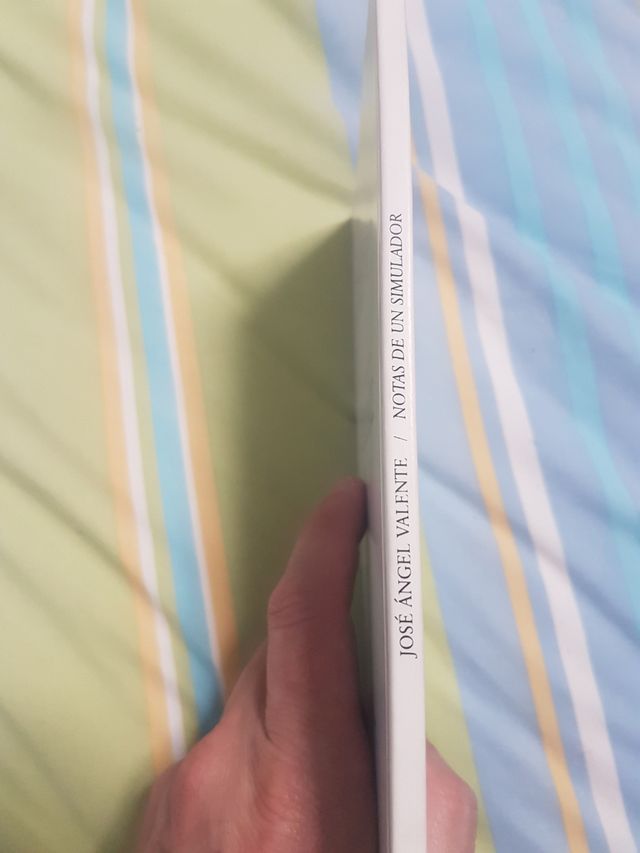 JOSÉ ÁNGEL VALENTE / NOTAS DE UN SIMULADOR